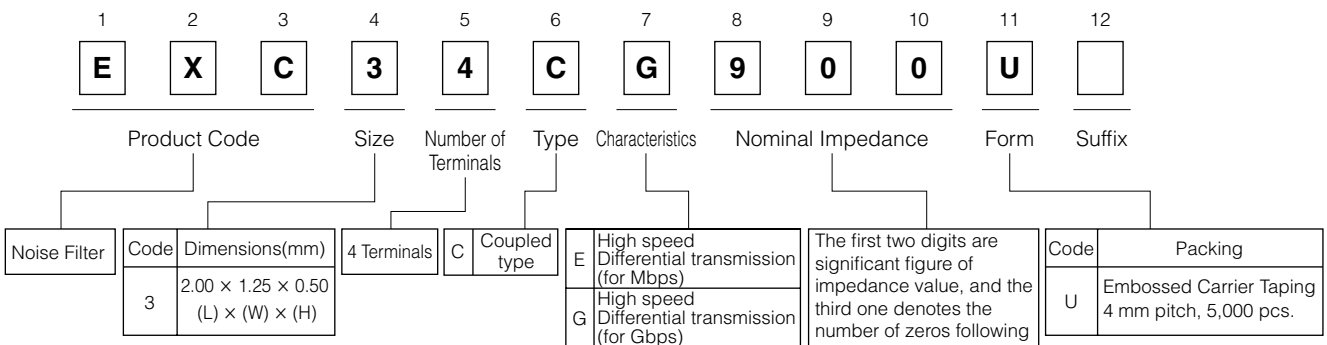 1 2 3 4 5 6 7 8 9 10 11 12
E X C 3 4 C G 9 0 0 U
Product Code Size Number of Terminals Type Characteristics Nominal Impedance Form Suffix
Noise Filter
Code Dimensions(mm)
3 2.00 × 1.25 × 0.50
(L) × (W) × (H)
4 Terminals
C Coupled
type
E High speed
Differential transmission
(for Mbps)
G High speed
Differential transmission
(for Gbps)
The first two digits are
significant figure of
impedance value, and the
third one denotes the
number of zeros following
Code Packing
U Embossed Carrier Taping
4 mm pitch, 5,000 pcs.